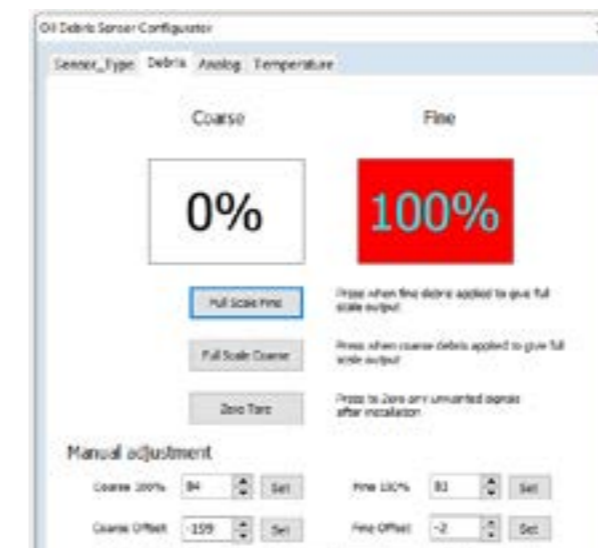 Oil Debris Sensor Configurator
Sensor_Type Debris Analog Temperature
Coarse Fine
0% 100%
Full Scale Fine
Press when fine debris applied to give full
scale output
Full Scale Coarse
Press when coarse debris applied to give full
scale output
Zero Tare
Press to Zero any unwanted signals
after installation
Manual adjustment
Coarse 100% 84 Set Fine 100% Set
Coarse Offset -159 Set Fine Offset -2 Set